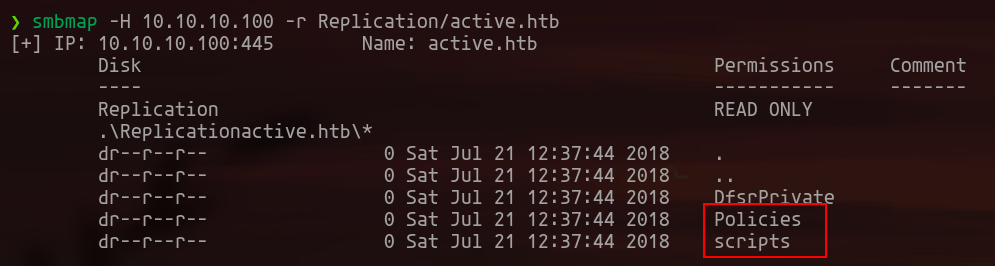 ❯ smbmap -H 10.10.10.100 -r Replication/active.htb
[+] IP: 10.10.10.100:445 Name: active.htb
Disk Permissions Comment
---- ----------- -------
Replication READ ONLY
.\Replicationactive.htb\*
dr--r--r-- 0 Sat Jul 21 12:37:44 2018 .
dr--r--r-- 0 Sat Jul 21 12:37:44 2018 ..
dr--r--r-- 0 Sat Jul 21 12:37:44 2018 DfsrPrivate
dr--r--r-- 0 Sat Jul 21 12:37:44 2018 Policies
dr--r--r-- 0 Sat Jul 21 12:37:44 2018 scripts